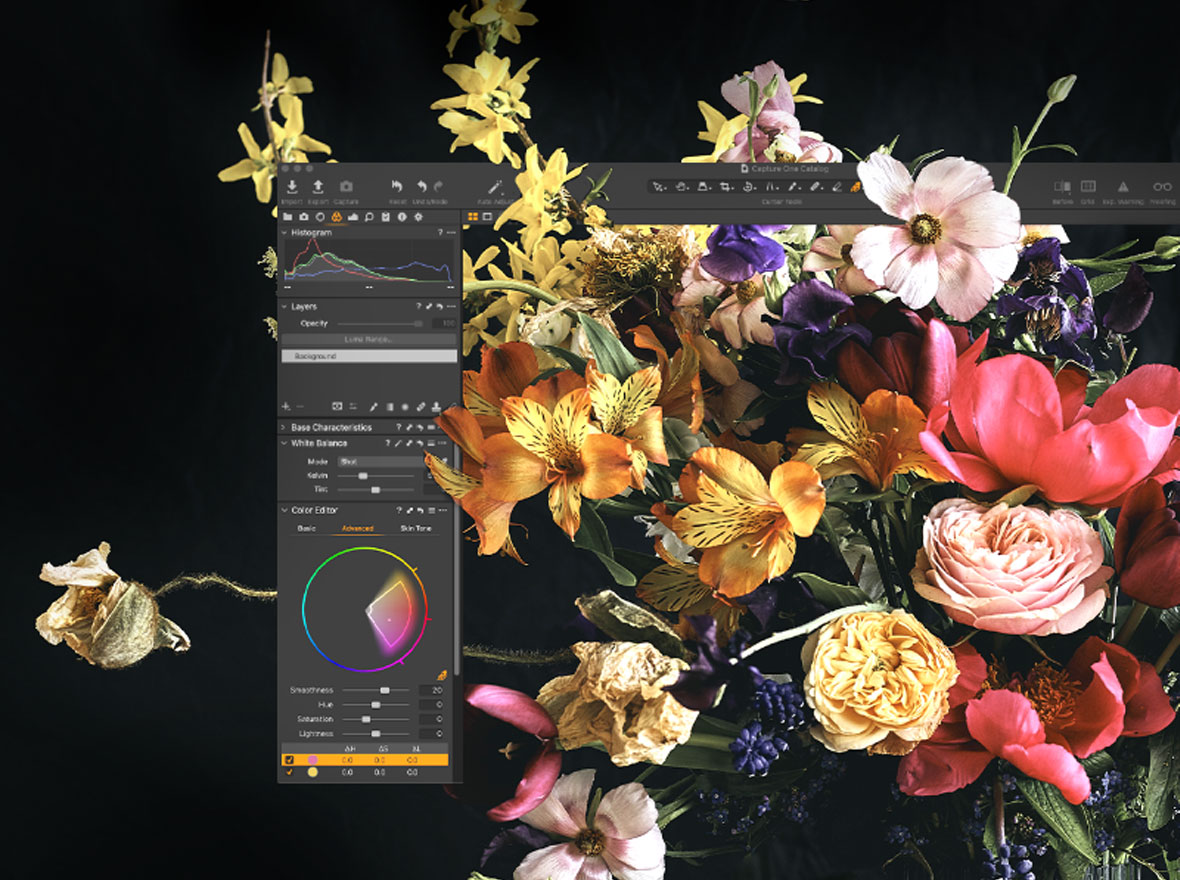 Capture One Catalog
Import Export Capture Reset Undo/Redo Auto Adjust
Cursor Tools
Before Grid Exp. Warning Proofing
Histogram ?
Layers ?
Opacity 100
Luma Range...
Background
Base Characteristics ?
White Balance ?
Mode Shot
Kelvin
Tint
Color Editor ?
Basic Advanced Skin Tone
Smoothness 20
Hue 0
Saturation 0
Lightness 0
ΔH ΔS ΔL
0.0 0.0 0.0
0.0 0.0 0.0